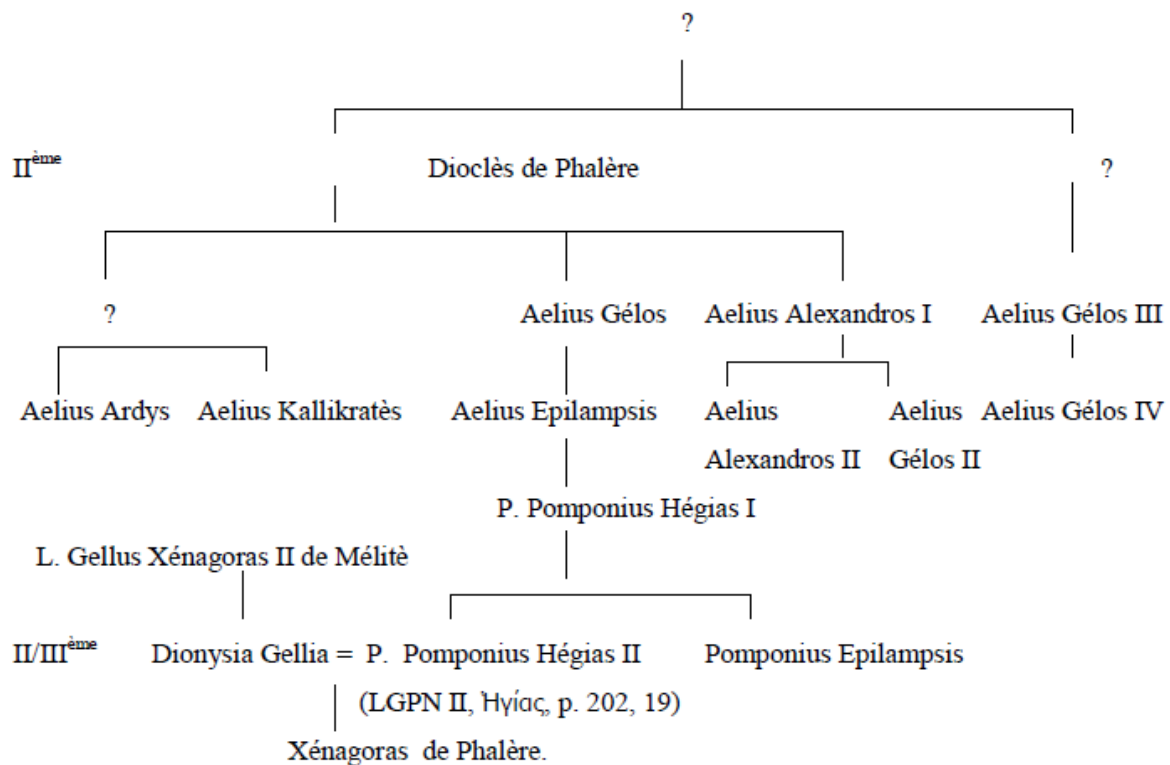 ?
IIème Dioclès de Phalère ?
? Aelius Gélos Aelius Alexandros I Aelius Gélos III
Aelius Ardys Aelius Kallikratès Aelius Epilampsis Aelius Aelius Aelius Gélos IV
Alexandros II Gélos II
P. Pomponius Hégias I
L. Gellus Xénagoras II de Mélitè
II/IIIème Dionysia Gellia = P. Pomponius Hégias II Pomponius Epilampsis
(LGPN II, Ἡγίας, p. 202, 19)
Xénagoras de Phalère.